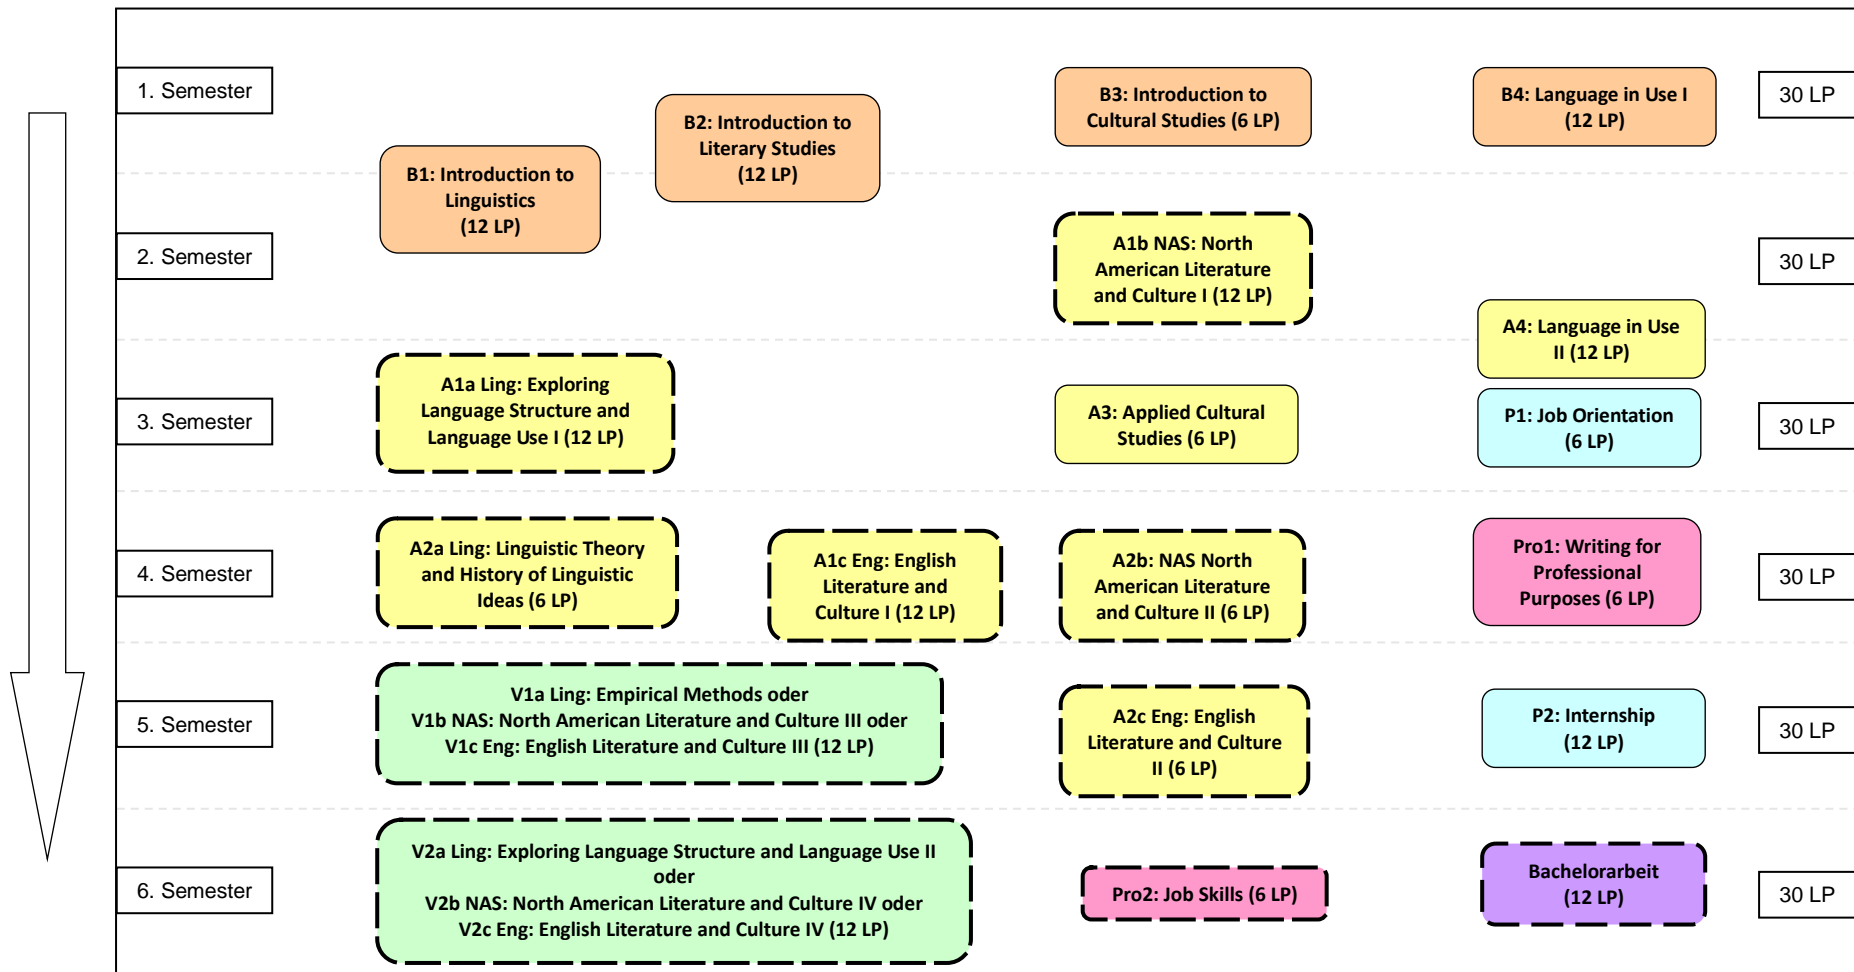 1. Semester
B3: Introduction to
Cultural Studies (6 LP)
B4: Language in Use I
(12 LP)
30 LP
B2: Introduction to
Literary Studies
(12 LP)
B1: Introduction to
Linguistics
(12 LP)
2. Semester
A1b NAS: North
American Literature
and Culture I (12 LP)
30 LP
A4: Language in Use
II (12 LP)
3. Semester
A1a Ling: Exploring
Language Structure and
Language Use I (12 LP)
A3: Applied Cultural
Studies (6 LP)
P1: Job Orientation
(6 LP)
30 LP
4. Semester
A2a Ling: Linguistic Theory
and History of Linguistic
Ideas (6 LP)
A1c Eng: English
Literature and
Culture I (12 LP)
A2b: NAS North
American Literature
and Culture II (6 LP)
Pro1: Writing for
Professional
Purposes (6 LP)
30 LP
5. Semester
V1a Ling: Empirical Methods oder
V1b NAS: North American Literature and Culture III oder
V1c Eng: English Literature and Culture III (12 LP)
A2c Eng: English
Literature and Culture
II (6 LP)
P2: Internship
(12 LP)
30 LP
6. Semester
V2a Ling: Exploring Language Structure and Language Use II
oder
V2b NAS: North American Literature and Culture IV oder
V2c Eng: English Literature and Culture IV (12 LP)
Pro2: Job Skills (6 LP)
Bachelorarbeit
(12 LP)
30 LP